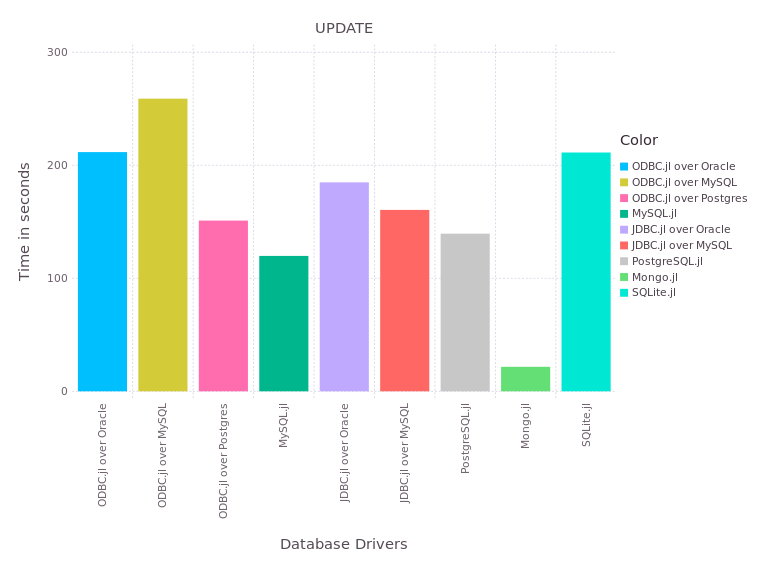 UPDATE
Time in seconds
300
200
100
0
ODBC.jl over Oracle
ODBC.jl over MySQL
ODBC.jl over Postgres
MySQL.jl
JDBC.jl over Oracle
JDBC.jl over MySQL
PostgreSQL.jl
Mongo.jl
SQLite.jl
Database Drivers
Color
ODBC.jl over Oracle
ODBC.jl over MySQL
ODBC.jl over Postgres
MySQL.jl
JDBC.jl over Oracle
JDBC.jl over MySQL
PostgreSQL.jl
Mongo.jl
SQLite.jl